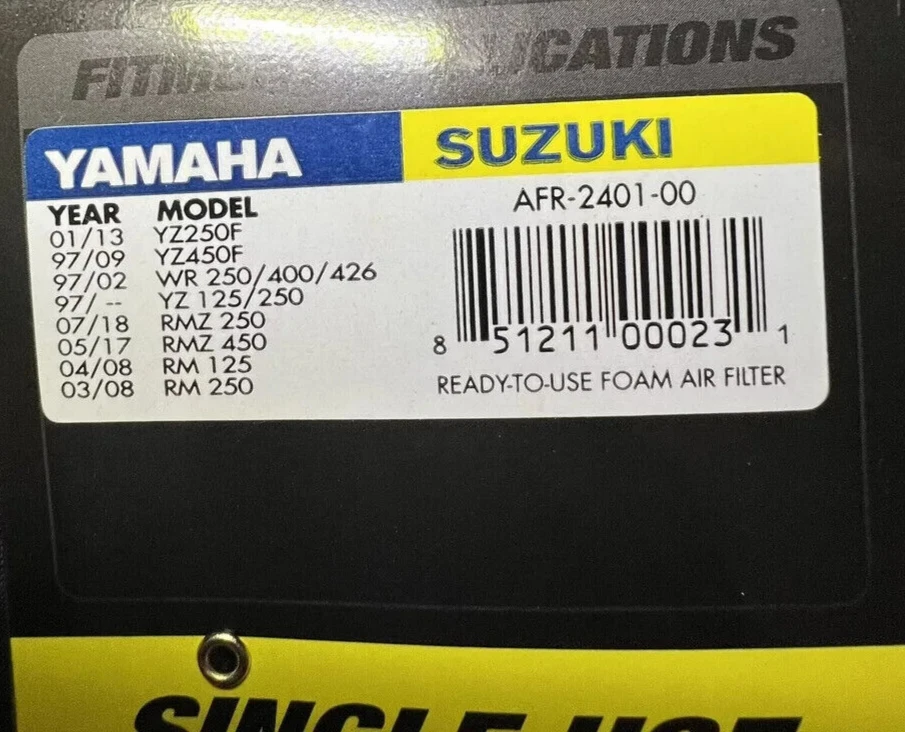 YAMAHA SUZUKI
YEAR MODEL
01/13 YZ250F
97/09 YZ450F
97/02 WR 250/400/426
97/ -- YZ 125/250
07/18 RMZ 250
05/17 RMZ 450
04/08 RM 125
03/08 RM 250
AFR-2401-00
8 51211 00023 1
READY-TO-USE FOAM AIR FILTER
SINGLE USE